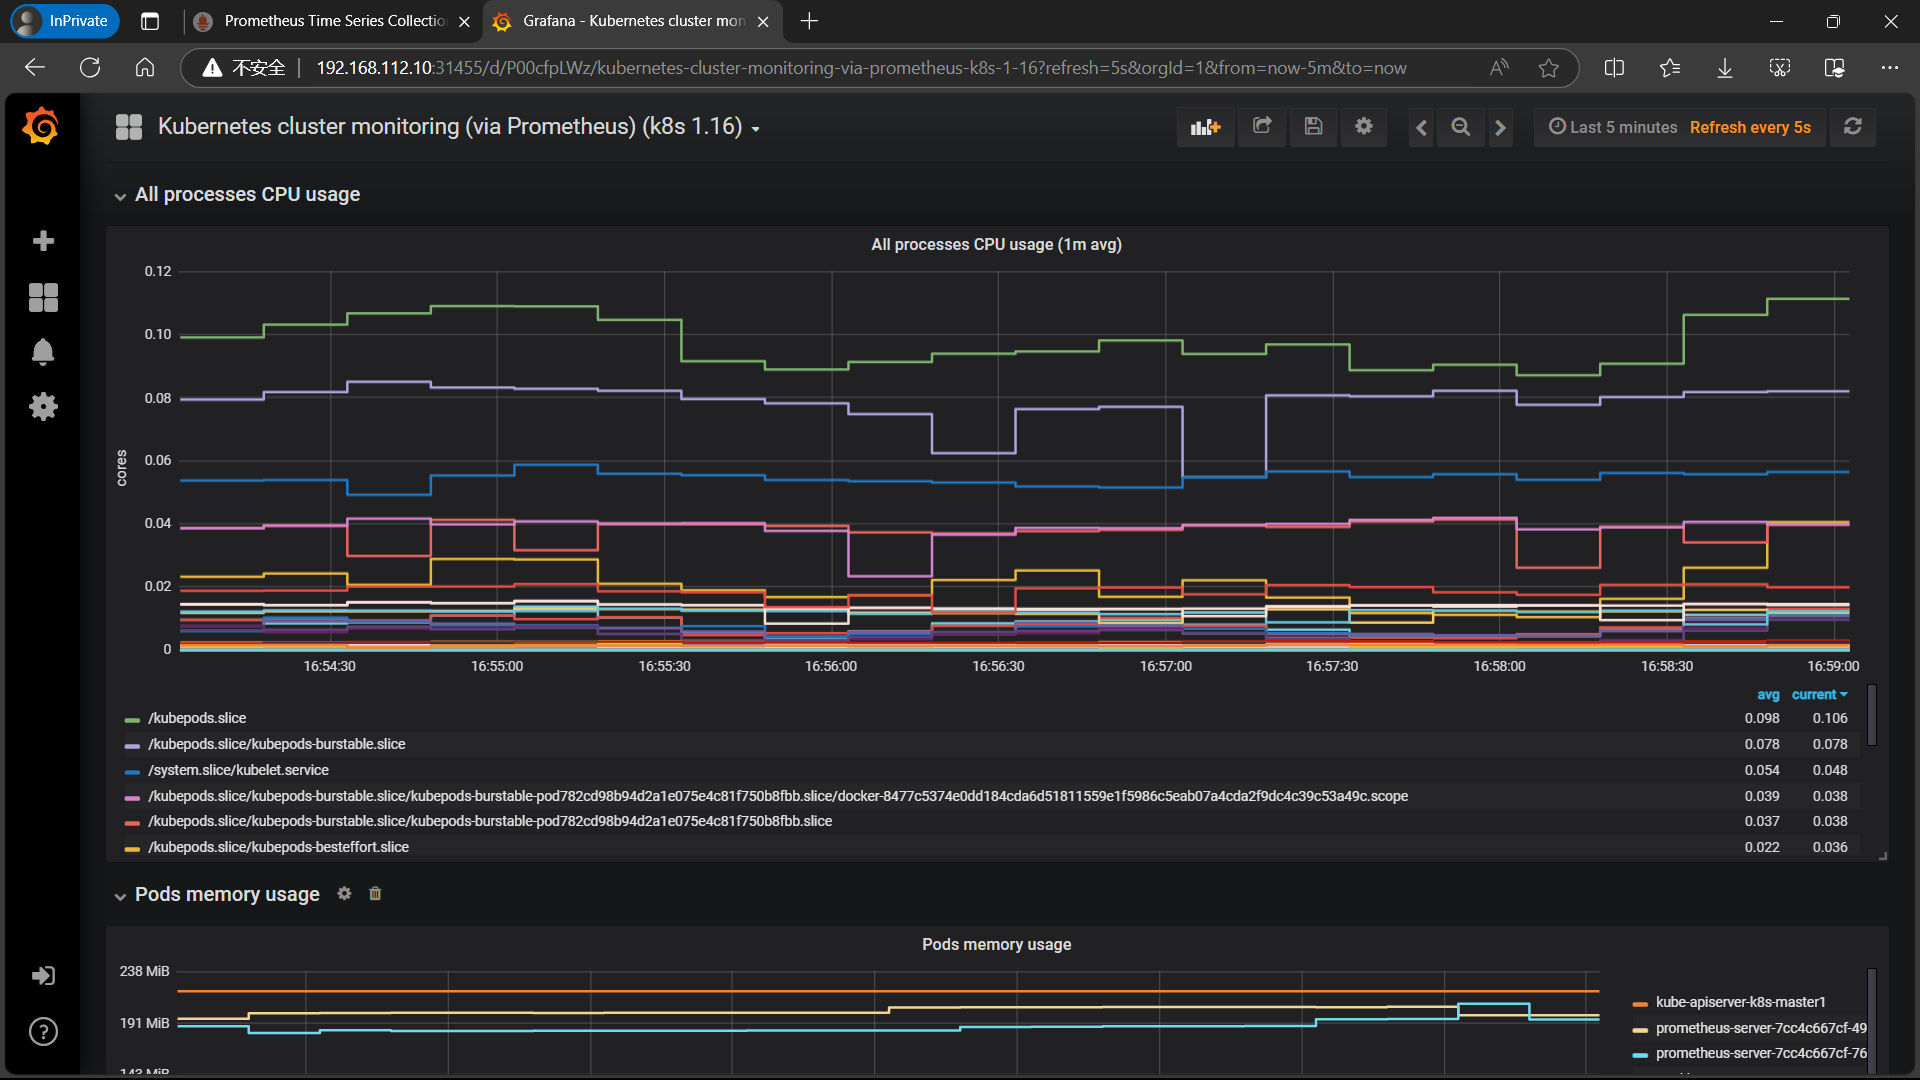 InPrivate
Prometheus Time Series Collectio
Grafana - Kubernetes cluster mon
不安全
192.168.112.10:31455/d/P00cfpLWz/kubernetes-cluster-monitoring-via-prometheus-k8s-1-16?refresh=5s&orgId=1&from=now-5m&to=now
Kubernetes cluster monitoring (via Prometheus) (k8s 1.16)
Last 5 minutes Refresh every 5s
All processes CPU usage
All processes CPU usage (1m avg)
cores
0.12
0.10
0.08
0.06
0.04
0.02
0
16:54:30 16:55:00 16:55:30 16:56:00 16:56:30 16:57:00 16:57:30 16:58:00 16:58:30 16:59:00
avg current
/kubepods.slice 0.098 0.106
/kubepods.slice/kubepods-burstable.slice 0.078 0.078
/system.slice/kubelet.service 0.054 0.048
/kubepods.slice/kubepods-burstable.slice/kubepods-burstable-pod782cd98b94d2a1e075e4c81f750b8fbb.slice/docker-8477c5374e0dd184cda6d51811559e1f5986c5eab07a4cda2f9dc4c39c53a49c.scope 0.039 0.038
/kubepods.slice/kubepods-burstable.slice/kubepods-burstable-pod782cd98b94d2a1e075e4c81f750b8fbb.slice 0.037 0.038
/kubepods.slice/kubepods-besteffort.slice 0.022 0.036
Pods memory usage
Pods memory usage
238 MiB
191 MiB
143 MiB
kube-apiserver-k8s-master1
prometheus-server-7cc4c667cf-49
prometheus-server-7cc4c667cf-76